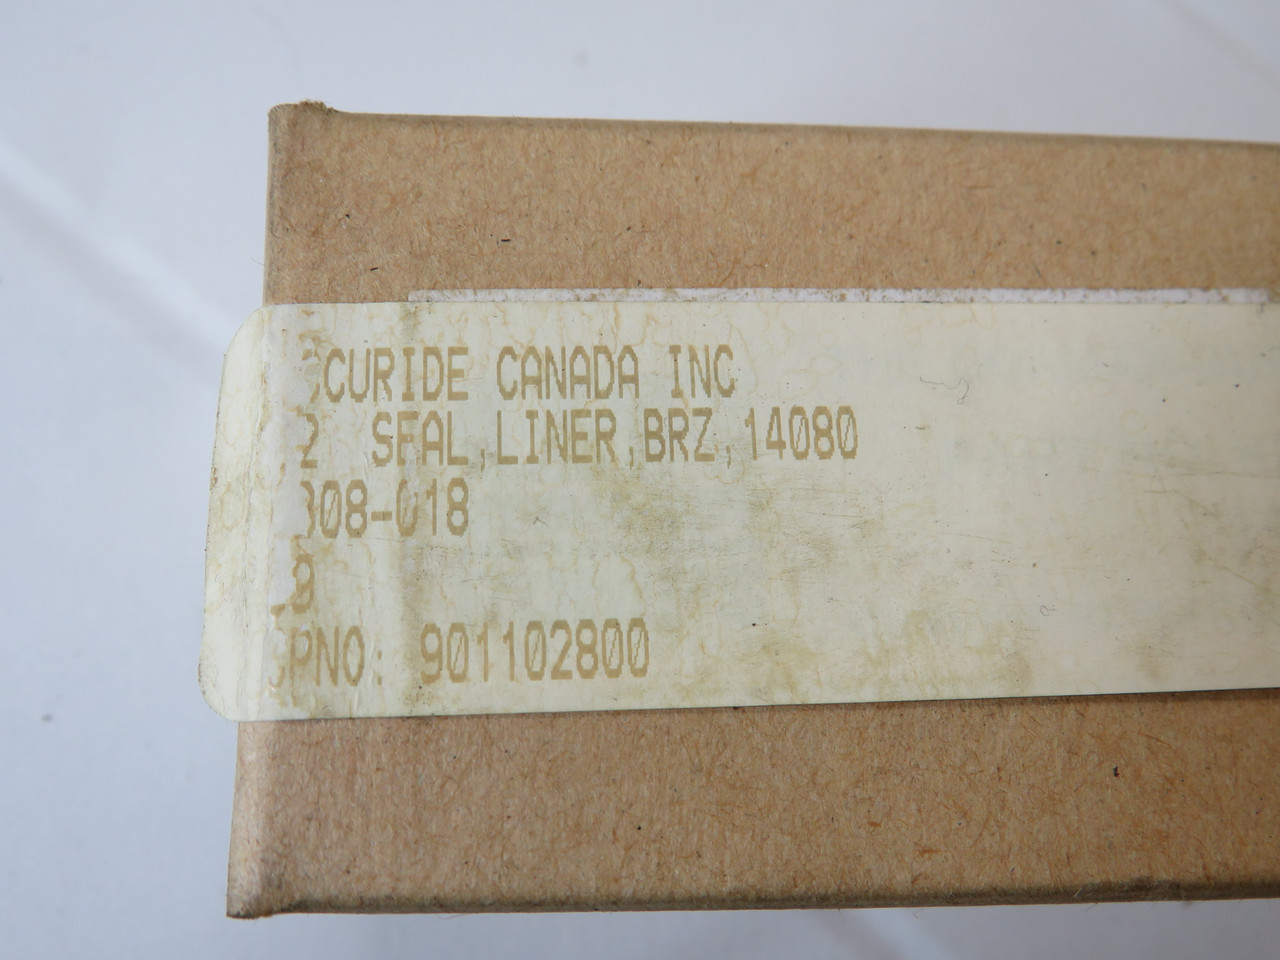 CURIDE CANADA INC
2 SEAL,LINER,BRZ,14080
308-018
PNO: 901102800